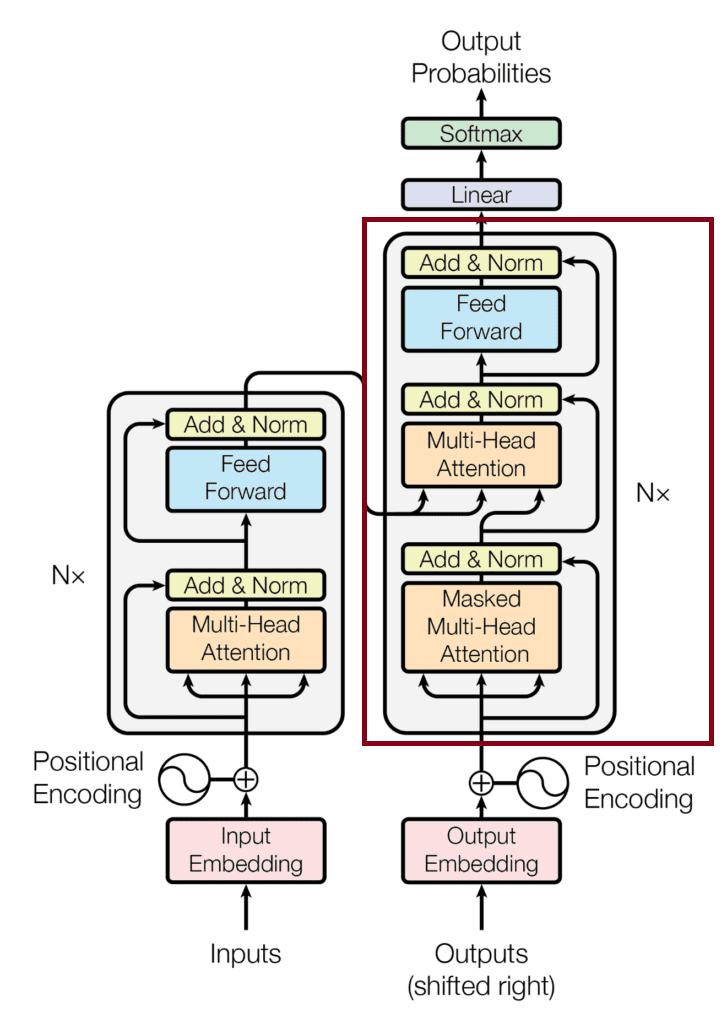 Output
Probabilities
Softmax
Linear
Add & Norm
Feed
Forward
Add & Norm
Multi-Head
Attention
Nx
Add & Norm
Masked
Multi-Head
Attention
Add & Norm
Feed
Forward
Nx
Add & Norm
Multi-Head
Attention
Positional
Encoding
Positional
Encoding
Input
Embedding
Output
Embedding
Inputs
Outputs
(shifted right)